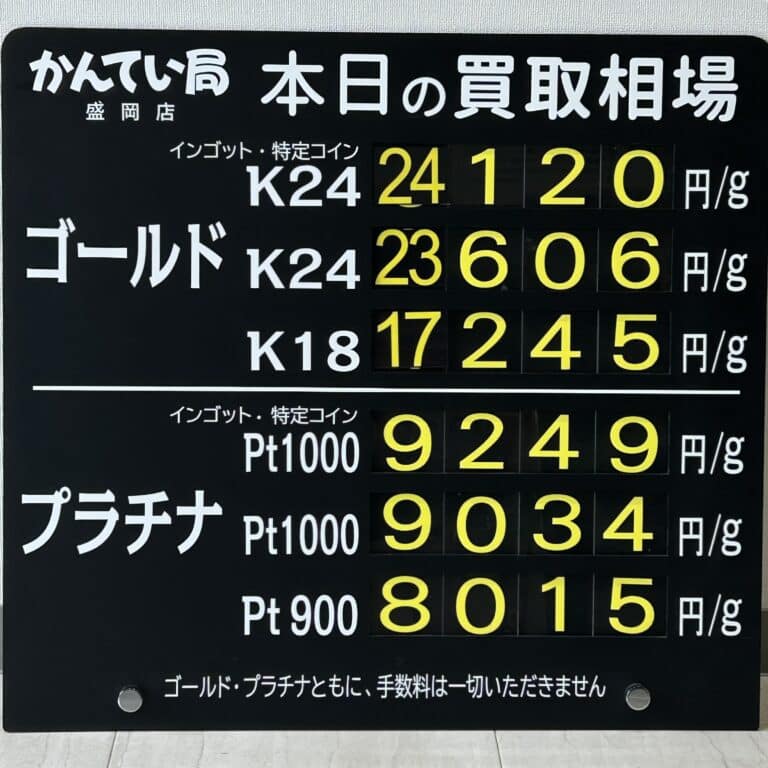 かんてい局 本日の買取相場
盛岡店
インゴット・特定コイン
K24 24120 円/g
ゴールド K24 23606 円/g
K18 17245 円/g
インゴット・特定コイン
Pt1000 9249 円/g
プラチナ Pt1000 9034 円/g
Pt900 8015 円/g
ゴールド・プラチナともに、手数料は一切いただきません